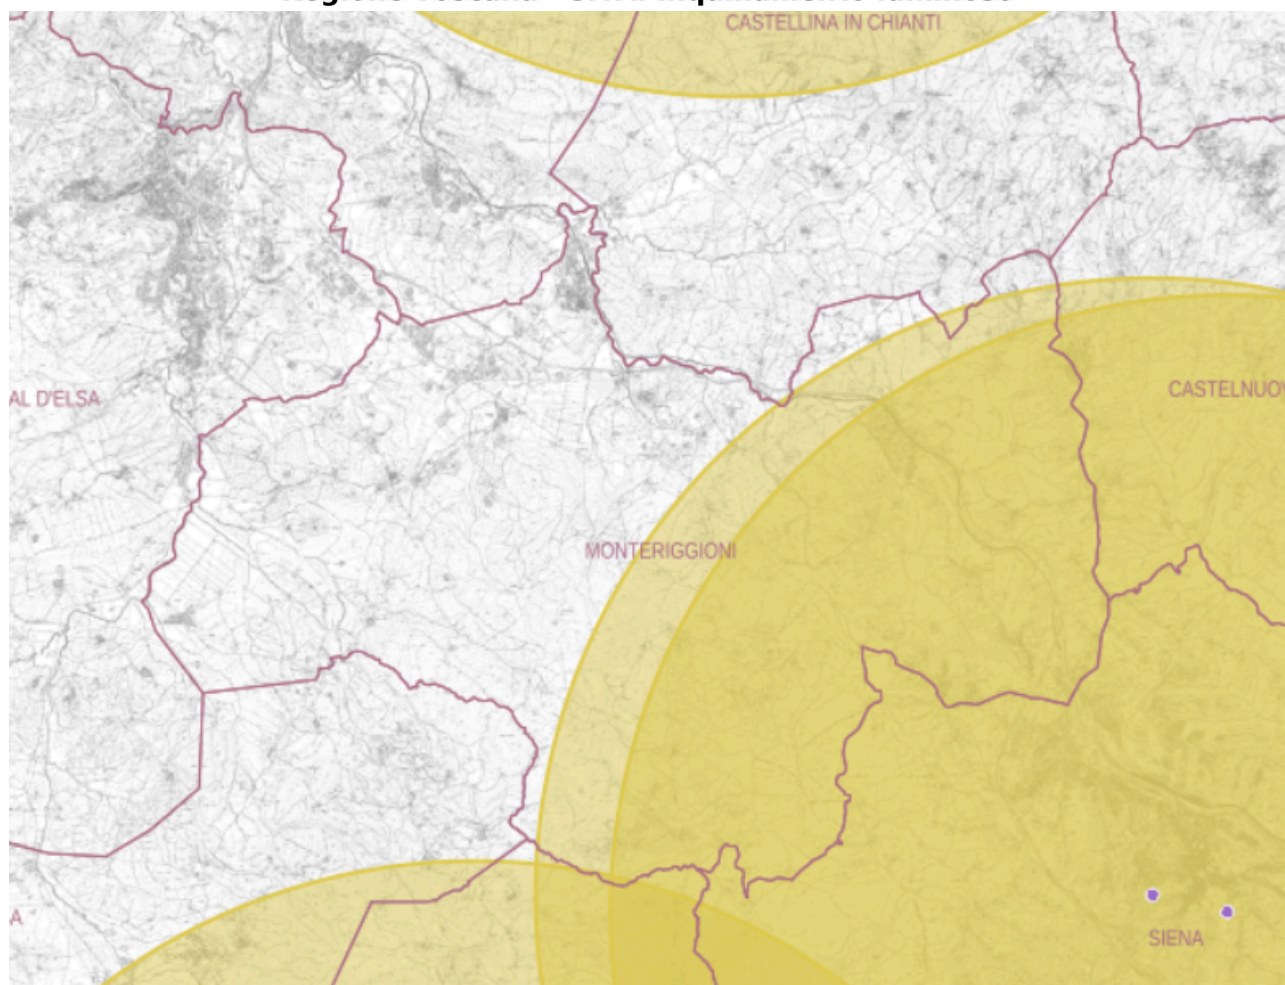 CASTELLINA IN CHIANTI
AL D'ELSA
CASTELNUOV
MONTERIGGIONI
A
SIENA